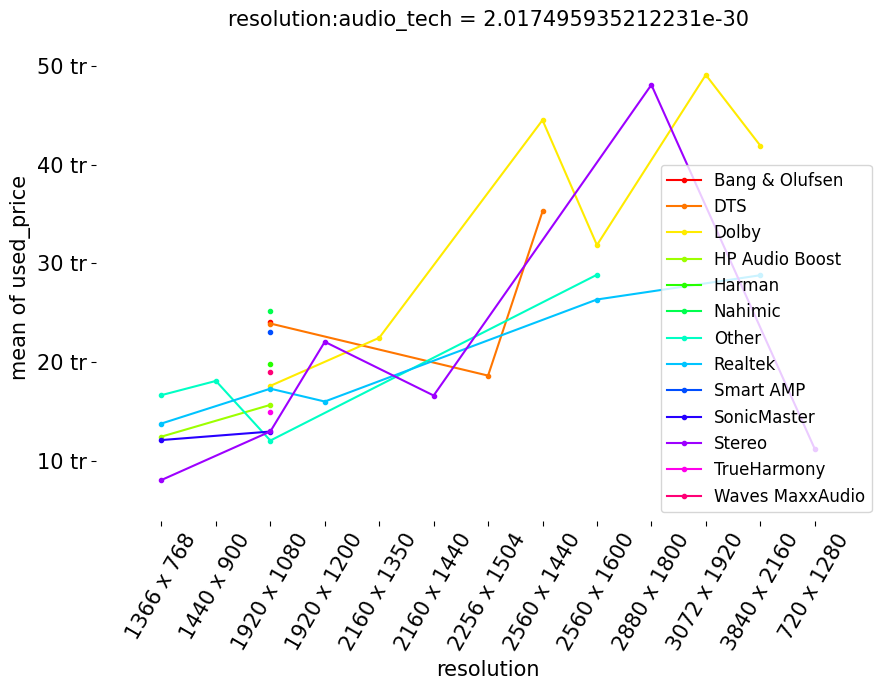 resolution:audio_tech = 2.017495935212231e-30
50 tr
40 tr
30 tr
20 tr
10 tr
mean of used_price
Bang & Olufsen
DTS
Dolby
HP Audio Boost
Harman
Nahimic
Other
Realtek
Smart AMP
SonicMaster
Stereo
TrueHarmony
Waves MaxxAudio
1366 x 768
1440 x 900
1920 x 1080
1920 x 1200
2160 x 1350
2160 x 1440
2256 x 1504
2560 x 1440
2560 x 1600
2880 x 1800
3072 x 1920
3840 x 2160
720 x 1280
resolution